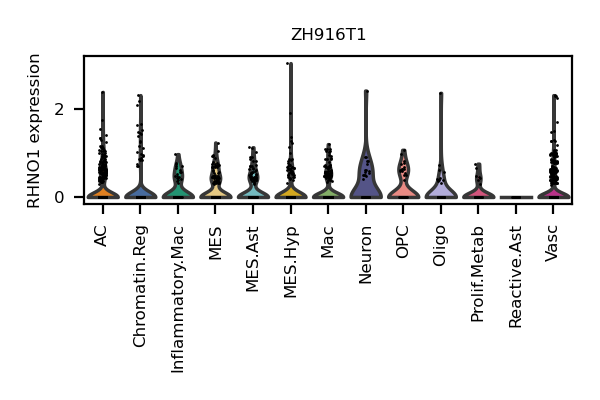 ZH916T1
RHNO1 expression
2
0
AC
Chromatin.Reg
Inflammatory.Mac
MES
MES.Ast
MES.Hyp
Mac
Neuron
OPC
Oligo
Prolif.Metab
Reactive.Ast
Vasc